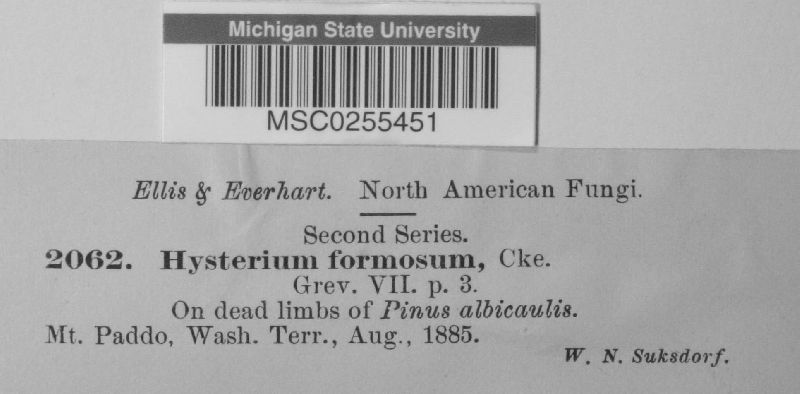 Michigan State University
MSC0255451
Ellis & Everhart. North American Fungi.
Second Series.
2062. Hysterium formosum, Cke.
Grev. VII. p. 3.
On dead limbs of Pinus albicaulis.
Mt. Paddo, Wash. Terr., Aug., 1885.
W. N. Suksdorf.